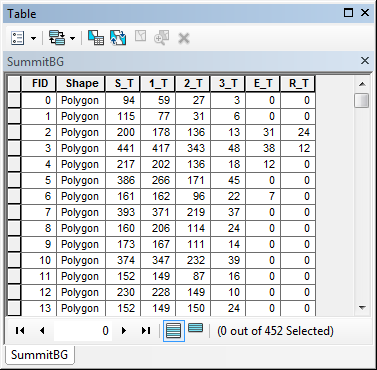 Table
SummitBG
FID Shape S_T 1_T 2_T 3_T E_T R_T
0 Polygon 94 59 27 3 0 0
1 Polygon 115 77 31 6 0 0
2 Polygon 200 178 136 13 31 24
3 Polygon 441 417 343 48 38 12
4 Polygon 217 202 136 18 12 0
5 Polygon 386 266 171 45 0 0
6 Polygon 161 162 96 22 7 0
7 Polygon 393 371 219 37 0 0
8 Polygon 160 206 114 24 0 0
9 Polygon 173 167 111 14 0 0
10 Polygon 374 347 232 39 0 0
11 Polygon 152 149 87 16 0 0
12 Polygon 230 228 149 10 0 0
13 Polygon 152 149 150 24 0 0
0 (0 out of 452 Selected)
SummitBG